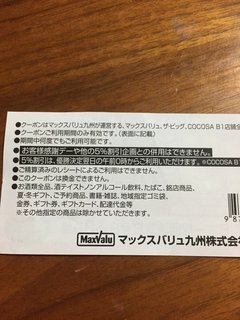 ●クーポンはマックスバリュ九州が運営する、マックスバリュ、ザ・ビッグ、COCOSA B1店舗全
●クーポンご利用期間のみ有効です。(表面に記載)
●期間中何度でもご利用可能です。
●お客様感謝デーや他の5%割引企画との併用はできません。
●5%割引は、優勝決定翌日の午前0時からご利用いただけます。※COCOSA B
●ご精算済みのレシートによるご利用はできません。
●このクーポンは換金できません。
●お酒類全品、酒テイストノンアルコール飲料、たばこ、銘店商品、
夏・冬ギフト、ご予約商品、書籍・雑誌、地域指定ゴミ袋、
金券、ギフト券、ギフトカード、配達代金等
※その他指定の商品は除かせていただきます。
9 8
MaxValu マックスバリュ九州株式会